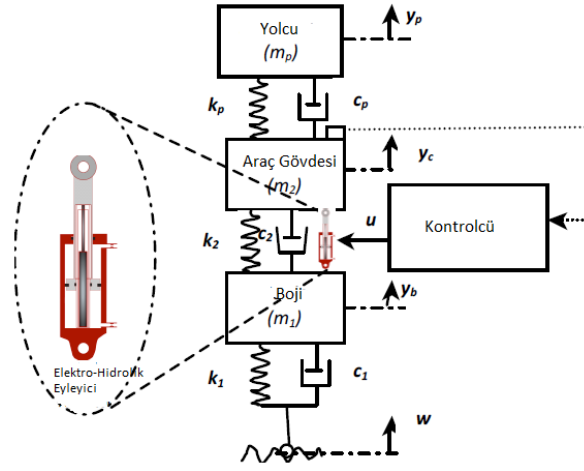 Yolcu
(mp)
yp
kp
cp
Araç Gövdesi
(m2)
yc
u
Kontrolcü
k2
c2
Boji
(m1)
yb
Elektro-Hidrolik
Eyleyici
k1
c1
w